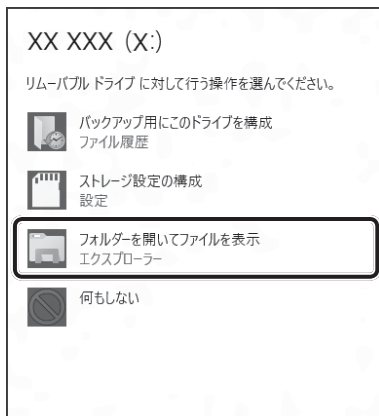 XX XXX (X:)
リムーバブル ドライブ に対して行う操作を選んでください。
バックアップ用にこのドライブを構成
ファイル履歴
ストレージ設定の構成
設定
フォルダーを開いてファイルを表示
エクスプローラー
何もしない